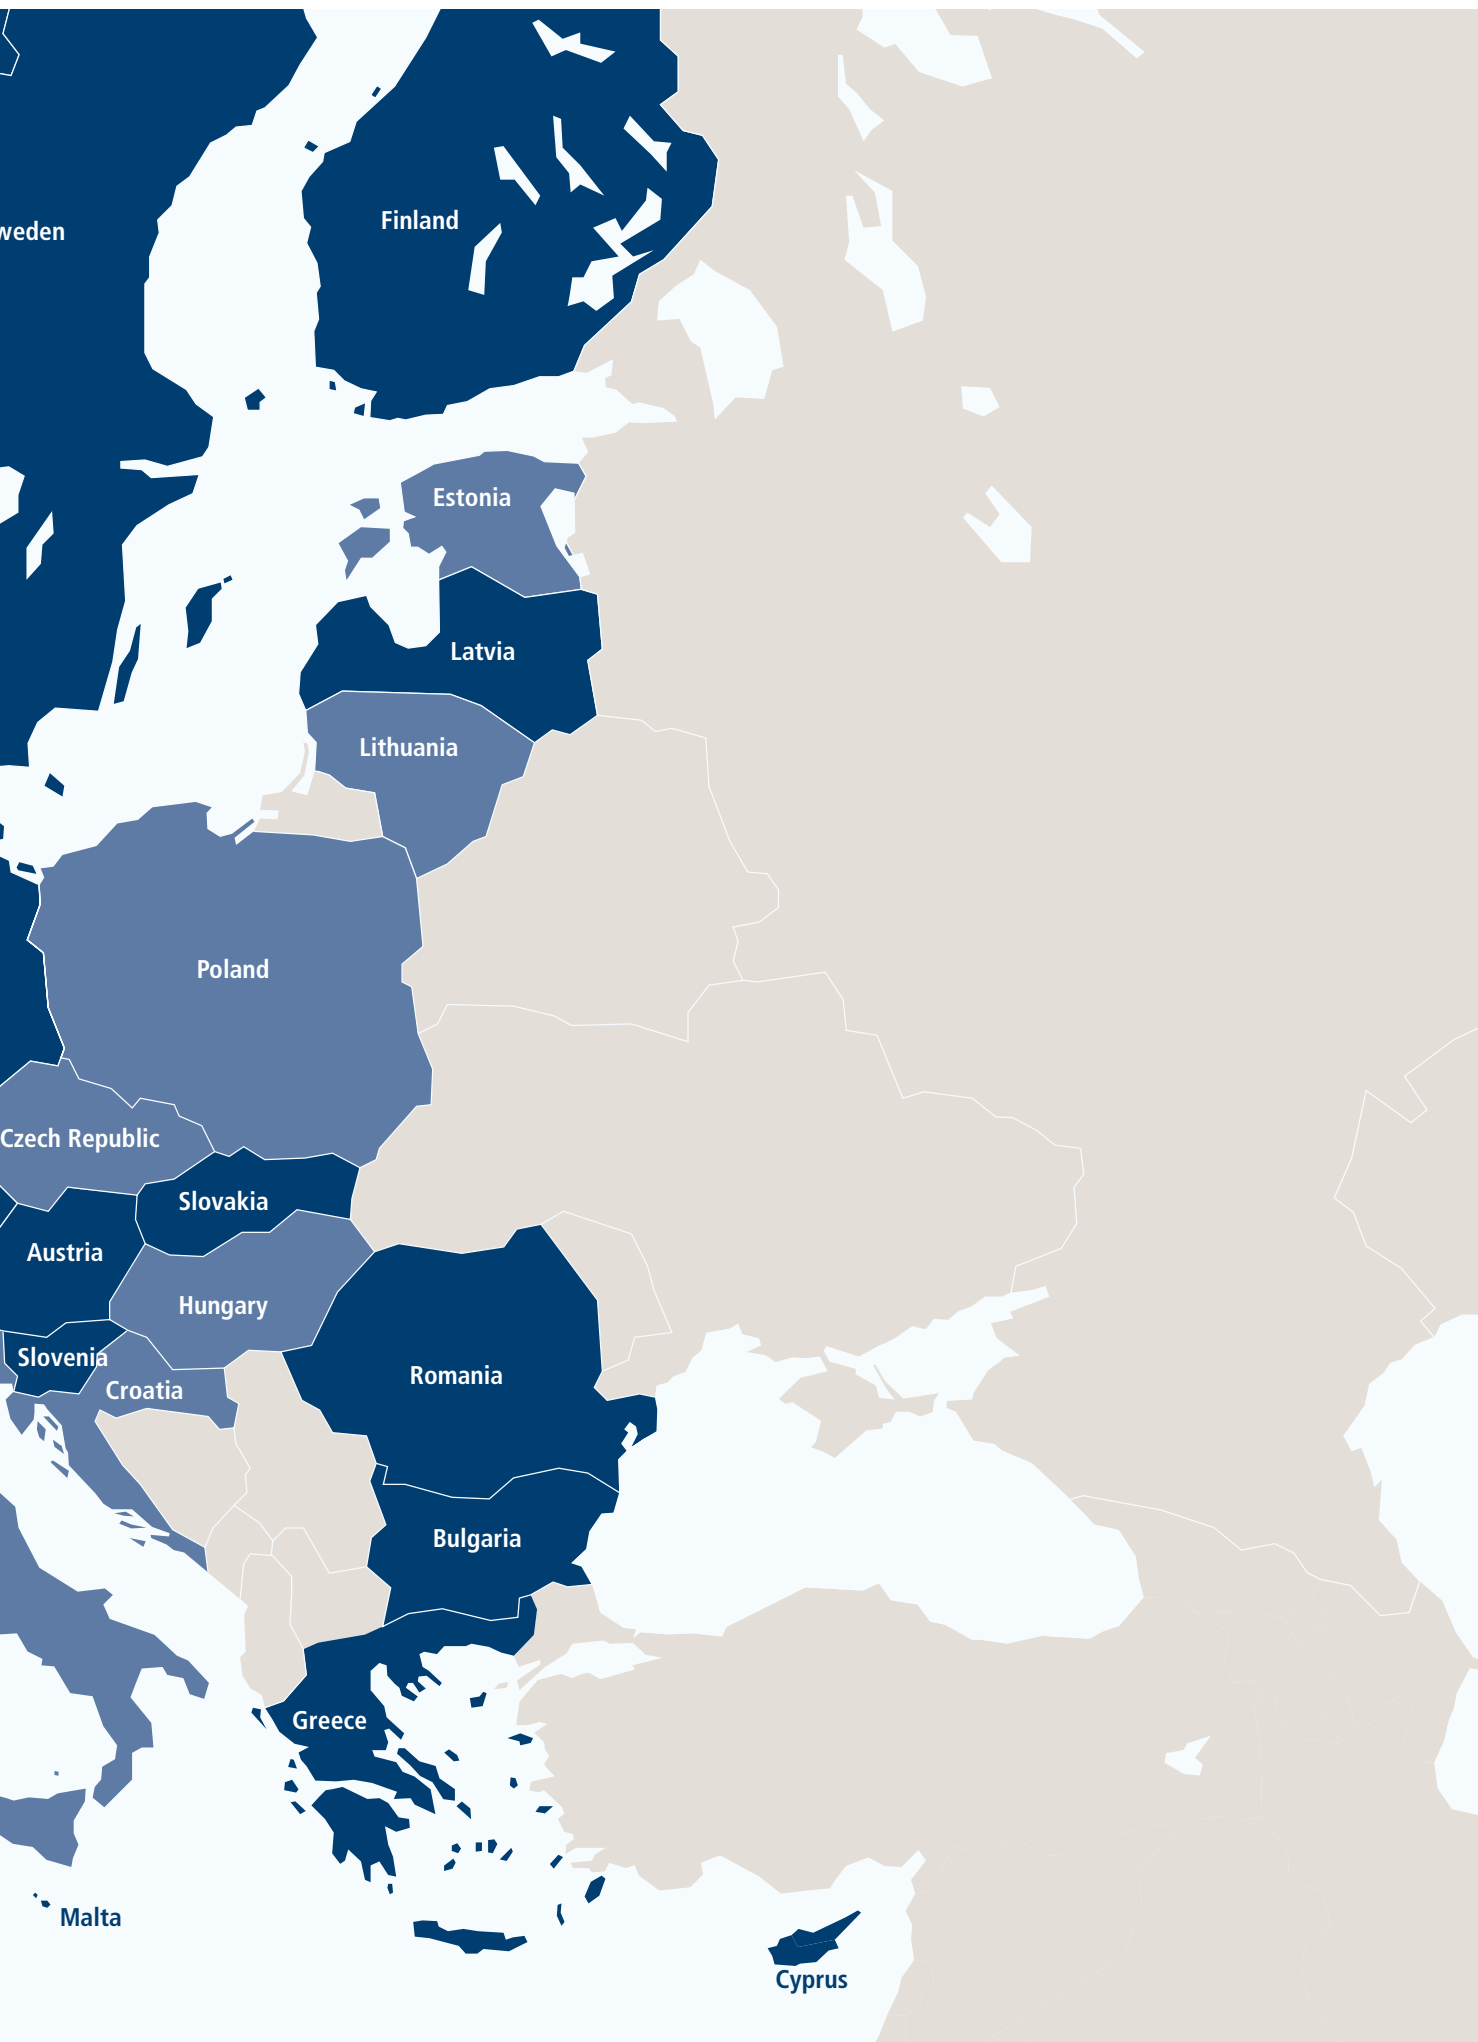 Finland
weden
Estonia
Latvia
Lithuania
Poland
Czech Republic
Slovakia
Austria
Hungary
Slovenia
Romania
Croatia
Bulgaria
Greece
Malta
Cyprus